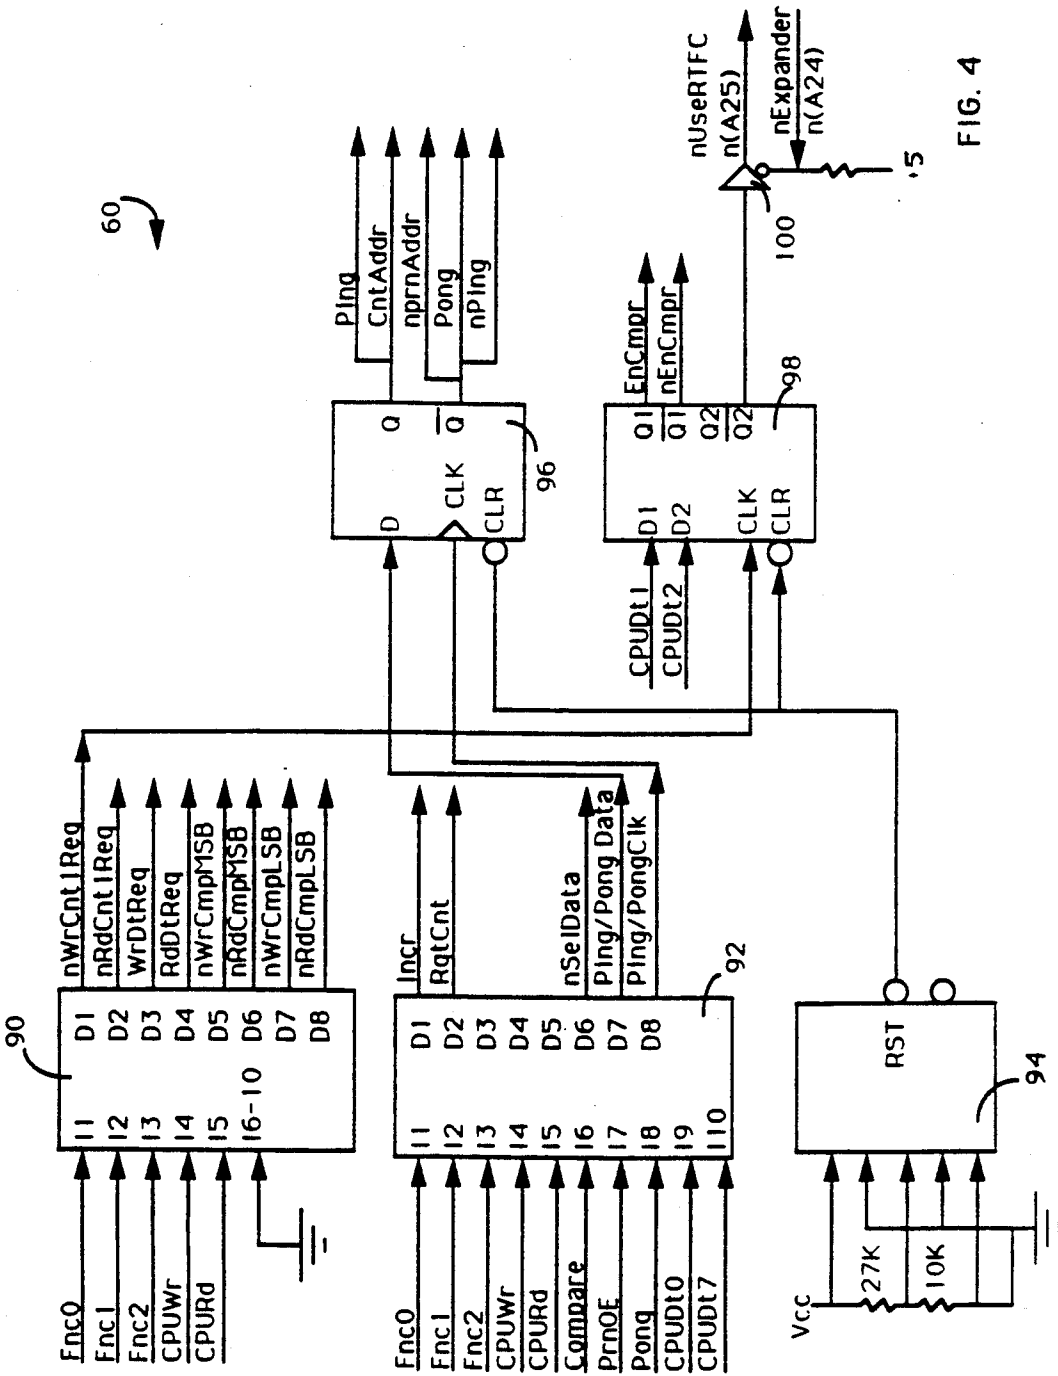 60
90
Fnc0
Fnc1
Fnc2
CPUWr
CPURd
I1
I2
I3
I4
I5
I6-10
D1
D2
D3
D4
D5
D6
D7
D8
nWrCnt1Req
nRdCnt1Req
WrDtReq
RdDtReq
nWrCmpMSB
nRdCmpMSB
nWrCmpLSB
nRdCmpLSB
Fnc0
Fnc1
Fnc2
CPUWr
CPURd
Compare
PrnOE
Pong
CPUDt0
CPUDt7
I1
I2
I3
I4
I5
I6
I7
I8
I9
I10
D1
D2
D3
D4
D5
D6
D7
D8
92
Incr
RqtCnt
nSelData
Ping/Pong Data
Ping/PongClk
Vcc
27K
10K
RST
94
D
CLK
CLR
Q
Q
96
Ping
CntAddr
nprnAddr
Pong
nPing
CPUDt1
CPUDt2
D1
D2
CLK
CLR
Q1
Q1
Q2
Q2
98
EnCmpr
nEnCmpr
100
nUseRTFC
n(A25)
nExpander
n(A24)
+5
FIG. 4